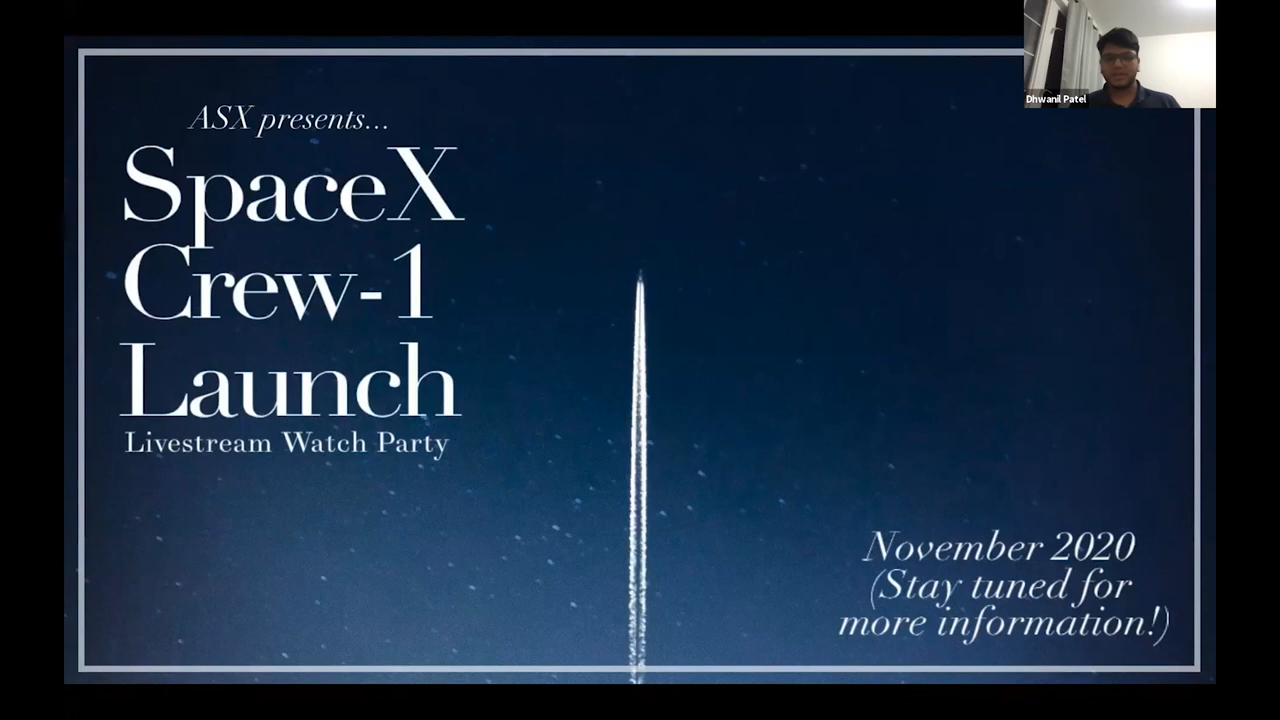 ASX presents...
SpaceX
Crew-1
Launch
Livestream Watch Party
November 2020
(Stay tuned for
more information!)
Dhwanil Patel